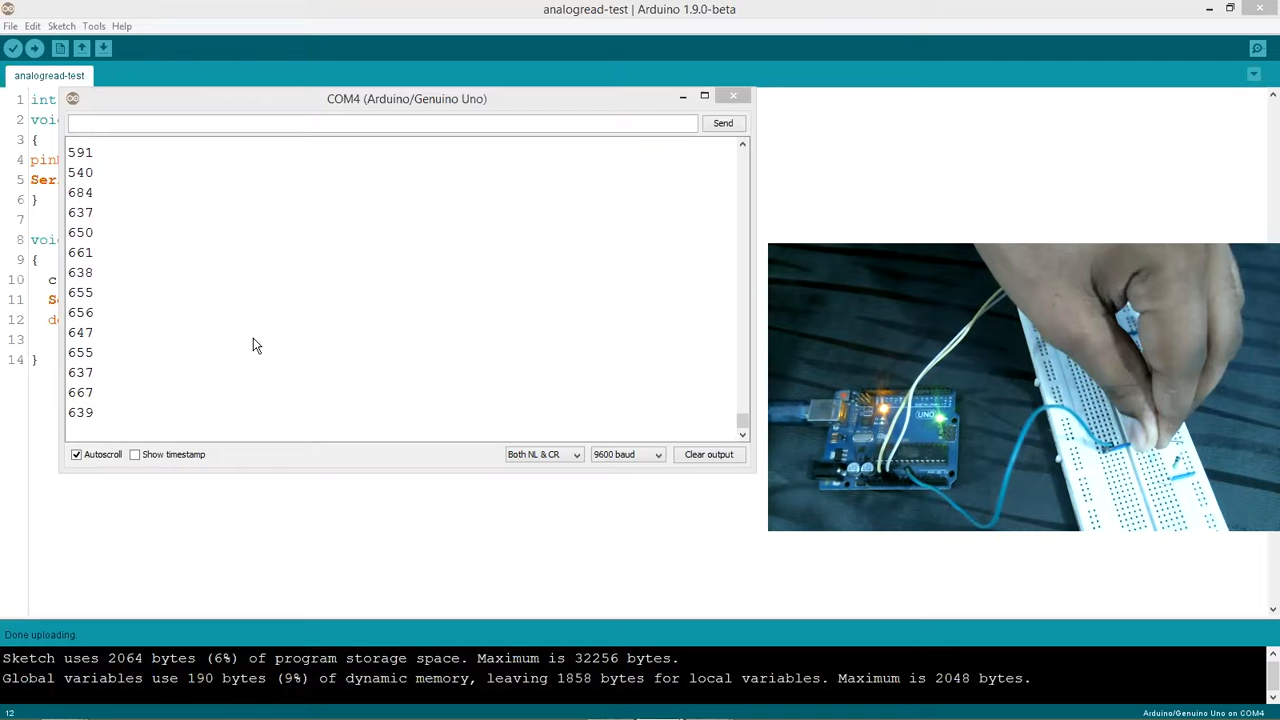 analogread-test | Arduino 1.9.0-beta
File Edit Sketch Tools Help
analogread-test
COM4 (Arduino/Genuino Uno)
Send
1 int
2 voi
3 {
4 pin
5 Ser
6 }
7
8 voi
9 {
10 c
11 Se
12 de
13
14 }
591
540
684
637
650
661
638
655
656
647
655
637
667
639
Autoscroll Show timestamp Both NL & CR 9600 baud Clear output
UNO
Done uploading.
Sketch uses 2064 bytes (6%) of program storage space. Maximum is 32256 bytes.
Global variables use 190 bytes (9%) of dynamic memory, leaving 1858 bytes for local variables. Maximum is 2048 bytes.
12 Arduino/Genuino Uno on COM4